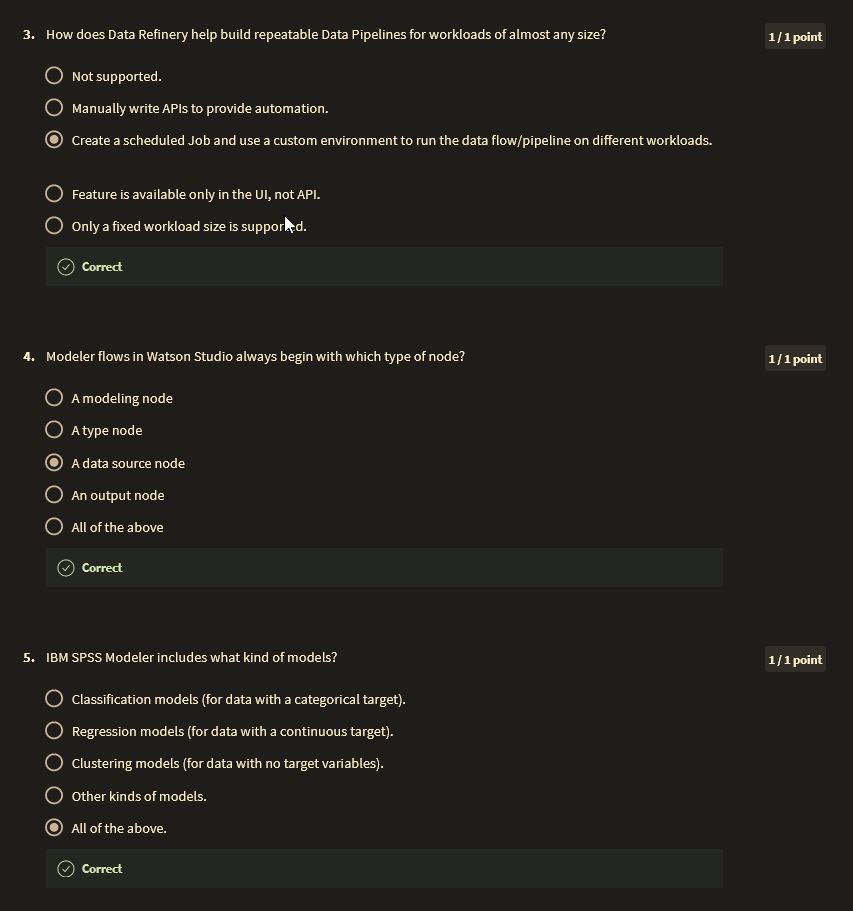 3. How does Data Refinery help build repeatable Data Pipelines for workloads of almost any size?
1 / 1 point
Not supported.
Manually write APIs to provide automation.
Create a scheduled Job and use a custom environment to run the data flow/pipeline on different workloads.
Feature is available only in the UI, not API.
Only a fixed workload size is supported.
Correct
4. Modeler flows in Watson Studio always begin with which type of node?
1 / 1 point
A modeling node
A type node
A data source node
An output node
All of the above
Correct
5. IBM SPSS Modeler includes what kind of models?
1 / 1 point
Classification models (for data with a categorical target).
Regression models (for data with a continuous target).
Clustering models (for data with no target variables).
Other kinds of models.
All of the above.
Correct